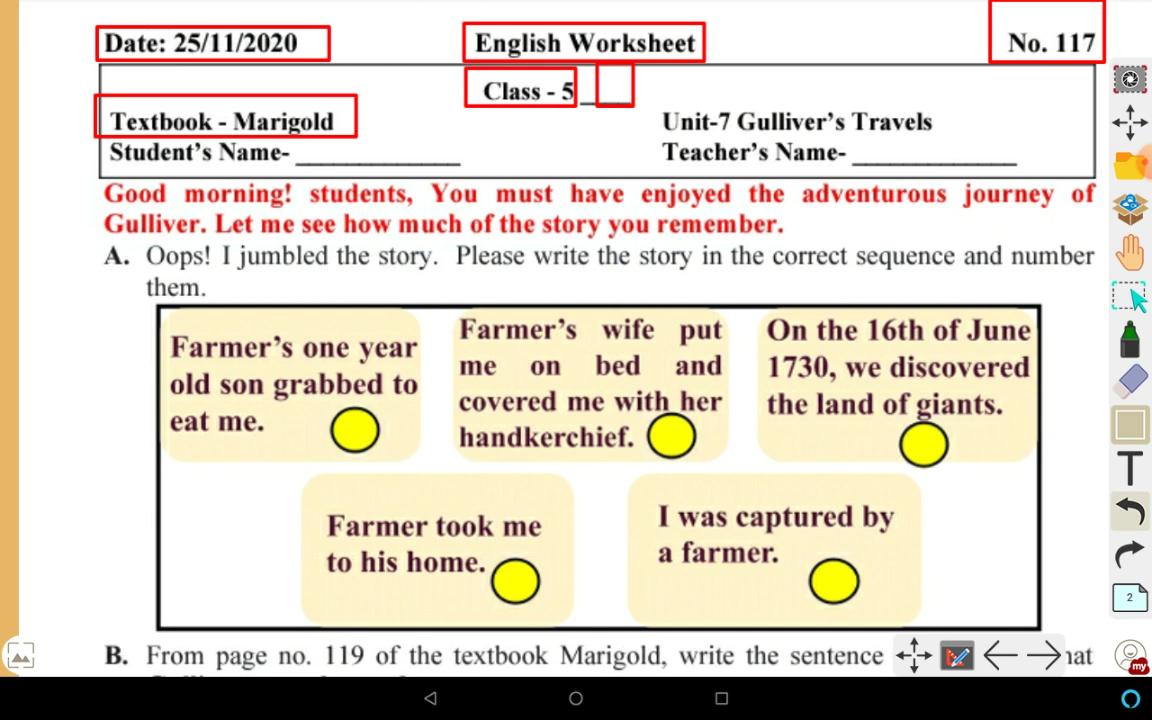 Date: 25/11/2020 English Worksheet No. 117
Class - 5 ___
Textbook - Marigold Unit-7 Gulliver's Travels
Student's Name- ____________ Teacher's Name- ____________
Good morning! students, You must have enjoyed the adventurous journey of
Gulliver. Let me see how much of the story you remember.
A. Oops! I jumbled the story. Please write the story in the correct sequence and number
them.
Farmer's one year
old son grabbed to
eat me.
Farmer's wife put
me on bed and
covered me with her
handkerchief.
On the 16th of June
1730, we discovered
the land of giants.
Farmer took me
to his home.
I was captured by
a farmer.
B. From page no. 119 of the textbook Marigold, write the sentence
T
2
my